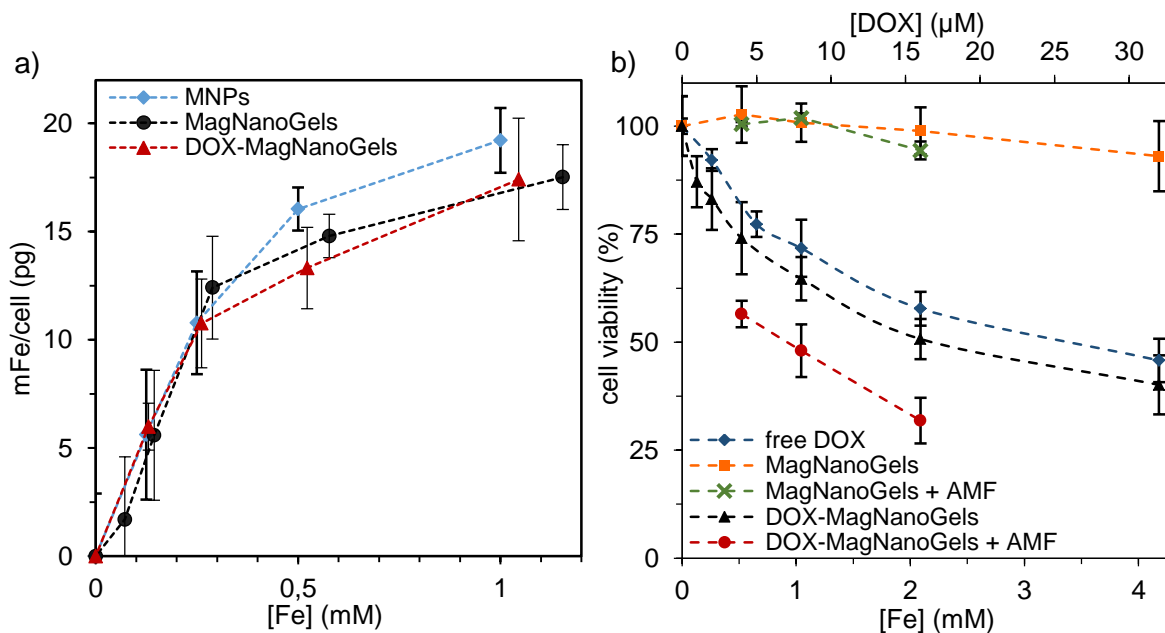 a)
MNPs
MagNanoGels
DOX-MagNanoGels
20
15
10
5
0
mFe/cell (pg)
0
0,5
1
[Fe] (mM)
b)
[DOX] (µM)
0
5
10
15
20
25
30
100
75
50
25
0
cell viability (%)
free DOX
MagNanoGels
MagNanoGels + AMF
DOX-MagNanoGels
DOX-MagNanoGels + AMF
0
1
2
3
4
[Fe] (mM)